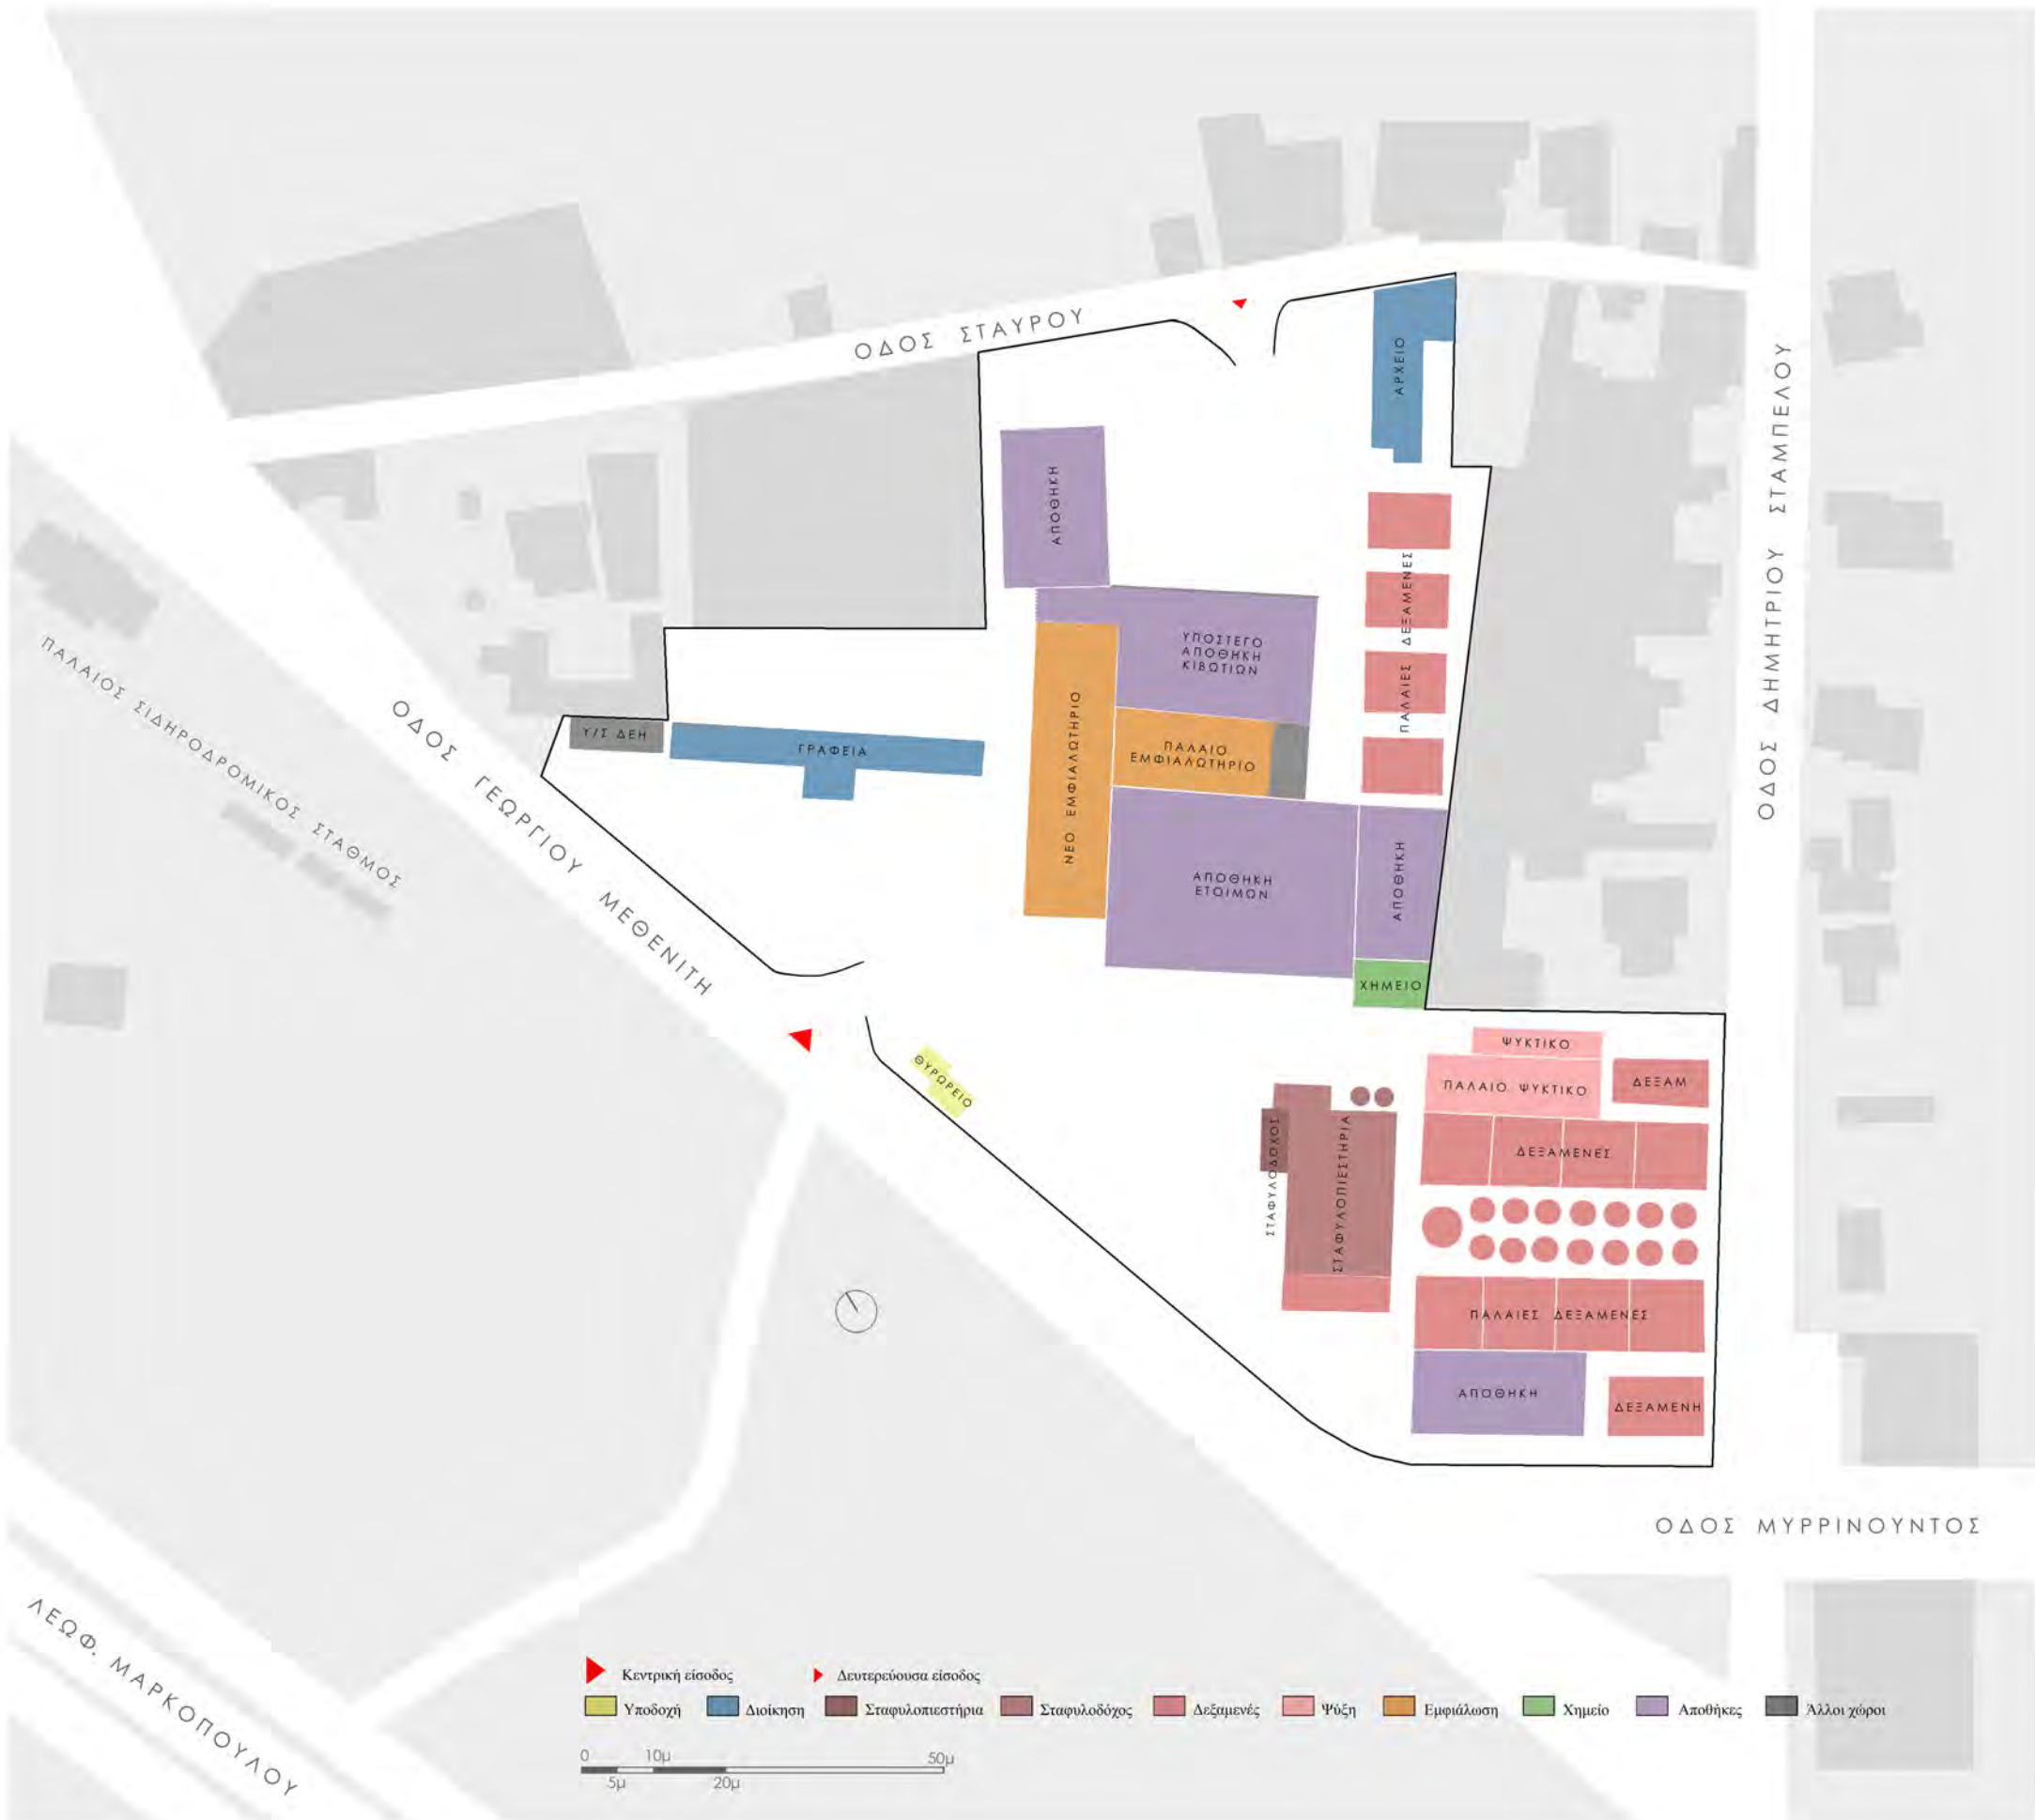 ΟΔΟΣ ΣΤΑΥΡΟΥ
ΑΡΧΕΙΟ
ΟΔΟΣ ΔΗΜΗΤΡΙΟΥ ΣΤΑΜΠΕΛΟΥ
ΑΠΟΘΗΚΗ
ΠΑΛΑΙΕΣ ΔΕΞΑΜΕΝΕΣ
ΥΠΟΣΤΕΓΟ
ΑΠΟΘΗΚΗ
ΚΙΒΩΤΙΩΝ
ΠΑΛΑΙΟΣ ΣΙΔΗΡΟΔΡΟΜΙΚΟΣ ΣΤΑΘΜΟΣ
ΟΔΟΣ ΓΕΩΡΓΙΟΥ ΜΕΘΕΝΙΤΗ
Υ/Σ ΔΕΗ
ΓΡΑΦΕΙΑ
ΝΕΟ ΕΜΦΙΑΛΩΤΗΡΙΟ
ΠΑΛΑΙΟ
ΕΜΦΙΑΛΩΤΗΡΙΟ
ΑΠΟΘΗΚΗ
ΕΤΟΙΜΩΝ
ΑΠΟΘΗΚΗ
ΧΗΜΕΙΟ
ΘΥΡΩΡΕΙΟ
ΨΥΚΤΙΚΟ
ΠΑΛΑΙΟ ΨΥΚΤΙΚΟ
ΔΕΞΑΜ
ΣΤΑΦΥΛΟΔΟΧΟΣ
ΣΤΑΦΥΛΟΠΙΕΣΤΗΡΙΑ
ΔΕΞΑΜΕΝΕΣ
ΠΑΛΑΙΕΣ ΔΕΞΑΜΕΝΕΣ
ΑΠΟΘΗΚΗ
ΔΕΞΑΜΕΝΗ
ΟΔΟΣ ΜΥΡΡΙΝΟΥΝΤΟΣ
ΛΕΩΦ. ΜΑΡΚΟΠΟΥΛΟΥ
Κεντρική είσοδος
Δευτερεύουσα είσοδος
Υποδοχή
Διοίκηση
Σταφυλοπιεστήρια
Σταφυλοδόχος
Δεξαμενές
Ψύξη
Εμφιάλωση
Χημείο
Αποθήκες
Άλλοι χώροι
0 10μ 50μ
5μ 20μ